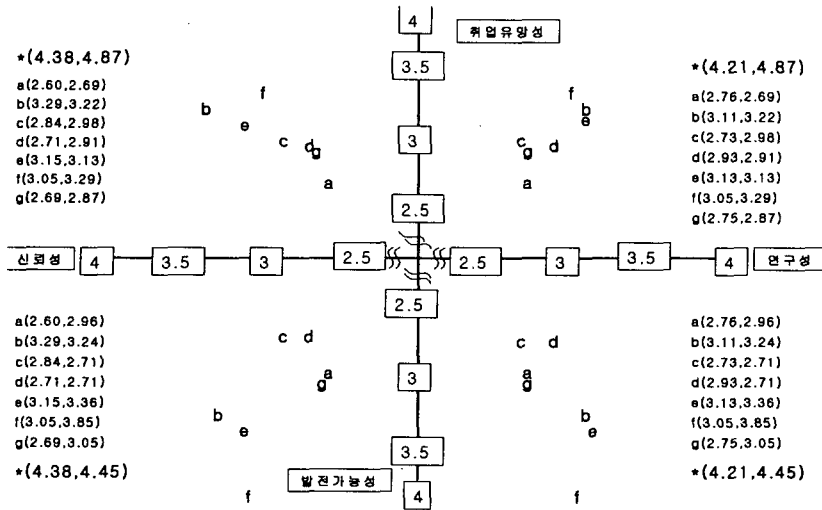 4
취업유망성
*(4.38,4.87)
a(2.60,2.69)
b(3.29,3.22)
c(2.84,2.98)
d(2.71,2.91)
e(3.15,3.13)
f(3.05,3.29)
g(2.69,2.87)
3.5
*(4.21,4.87)
a(2.76,2.69)
b(3.11,3.22)
c(2.73,2.98)
d(2.93,2.91)
e(3.13,3.13)
f(3.05,3.29)
g(2.75,2.87)
f
b
e
c
d
g
a
3
f
b
e
c
d
g
a
2.5
신뢰성
4
3.5
3
2.5
2.5
3
3.5
4
연구성
2.5
a(2.60,2.96)
b(3.29,3.24)
c(2.84,2.71)
d(2.71,2.71)
e(3.15,3.36)
f(3.05,3.85)
g(2.69,3.05)
*(4.38,4.45)
c
d
a
g
b
e
f
3
3.5
4
발전가능성
c
d
a
g
b
e
f
a(2.76,2.96)
b(3.11,3.24)
c(2.73,2.71)
d(2.93,2.71)
e(3.13,3.36)
f(3.05,3.85)
g(2.75,3.05)
*(4.21,4.45)